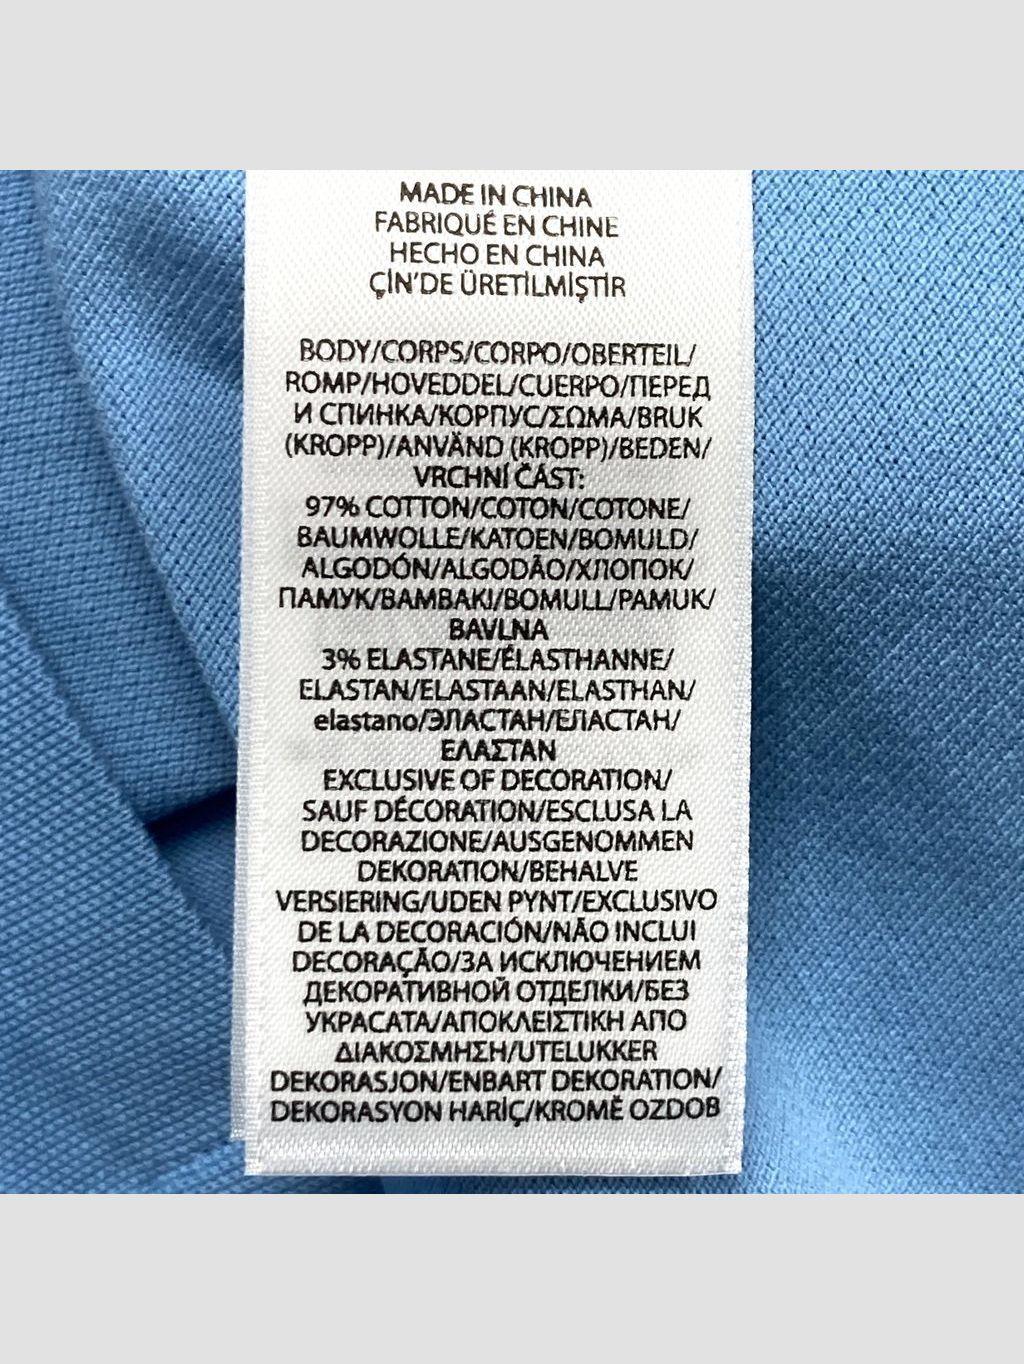 MADE IN CHINA
FABRIQUÉ EN CHINE
HECHO EN CHINA
ÇİN'DE ÜRETİLMİŞTİR
BODY/CORPS/CORPO/OBERTEIL/
ROMP/HOVEDDEL/CUERPO/ПЕРЕД
И СПИНКА/КОРПУС/ΣΩΜΑ/BRUK
(KROPP)/ANVÄND (KROPP)/BEDEN/
VRCHNÍ ČÁST:
97% COTTON/COTON/COTONE/
BAUMWOLLE/KATOEN/BOMULD/
ALGODÓN/ALGODÃO/ХЛОПОК/
ПАМУК/ΒΑΜΒΑΚΙ/BOMULL/PAMUK/
BAVLNA
3% ELASTANE/ÉLASTHANNE/
ELASTAN/ELASTAAN/ELASTHAN/
elastano/ЭЛАСТАН/ЕЛАСТАН/
ΕΛΑΣΤΑΝ
EXCLUSIVE OF DECORATION/
SAUF DÉCORATION/ESCLUSA LA
DECORAZIONE/AUSGENOMMEN
DEKORATION/BEHALVE
VERSIERING/UDEN PYNT/EXCLUSIVO
DE LA DECORACIÓN/NÃO INCLUI
DECORAÇÃO/ЗА ИСКЛЮЧЕНИЕМ
ДЕКОРАТИВНОЙ ОТДЕЛКИ/БЕЗ
УКРАСАТА/ΑΠΟΚΛΕΙΣΤΙΚΗ ΑΠΟ
ΔΙΑΚΟΣΜΗΣΗ/UTELUKKER
DEKORASJON/ENBART DEKORATION/
DEKORASYON HARİÇ/KROMĚ OZDOB